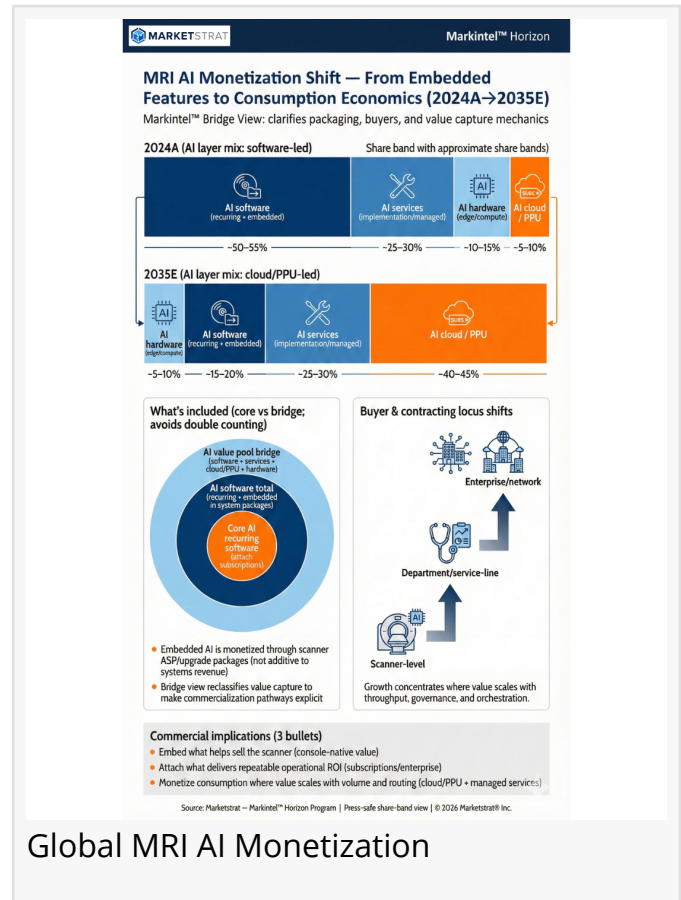 MARKETSTRAT
Markintel™ Horizon
MRI AI Monetization Shift — From Embedded
Features to Consumption Economics (2024A→2035E)
Markintel™ Bridge View: clarifies packaging, buyers, and value capture mechanics
2024A (AI layer mix: software-led)
Share band with approximate share bands)
AI software
(recurring + embedded)
AI services
(implementation/managed)
AI
AI hardware
(edge/compute)
SUBS
AI cloud
/ PPU
~50–55%
~25–30%
~10–15%
~5–10%
2035E (AI layer mix: cloud/PPU-led)
AI
AI
hardware
(edge/compute)
AI software
(recurring + embedded)
AI services
(implementation/managed)
SUBS
AI cloud / PPU
~5–10%
~15–20%
~25–30%
~40–45%
What's included (core vs bridge;
avoids double counting)
AI value pool bridge
(software + services +
cloud/PPU + hardware)
AI software total
(recurring + embedded
in system packages)
Core AI
recurring
software
(attach
subscriptions)
• Embedded AI is monetized through scanner
ASP/upgrade packages (not additive to
systems revenue)
• Bridge view reclassifies value capture to
make commercialization pathways explicit
Buyer & contracting locus shifts
Enterprise/network
Department/service-line
AI
Scanner-level
Growth concentrates where value scales with
throughput, governance, and orchestration.
Commercial implications (3 bullets)
• Embed what helps sell the scanner (console-native value)
• Attach what delivers repeatable operational ROI (subscriptions/enterprise)
• Monetize consumption where value scales with volume and routing (cloud/PPU + managed services)
Source: Marketstrat — Markintel™ Horizon Program | Press-safe share-band view | © 2026 Marketstrat® Inc.
Global MRI AI Monetization